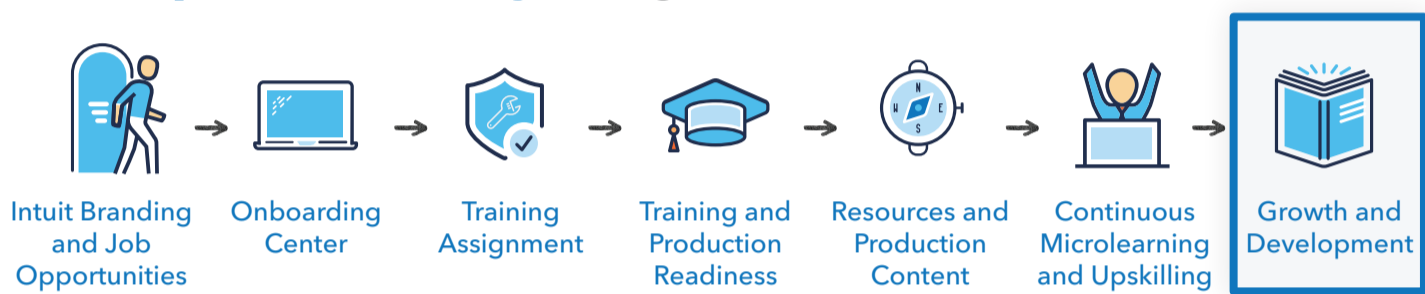 N
W E
S
Intuit Branding
and Job
Opportunities
Onboarding
Center
Training
Assignment
Training and
Production
Readiness
Resources and
Production
Content
Continuous
Microlearning
and Upskilling
Growth and
Development